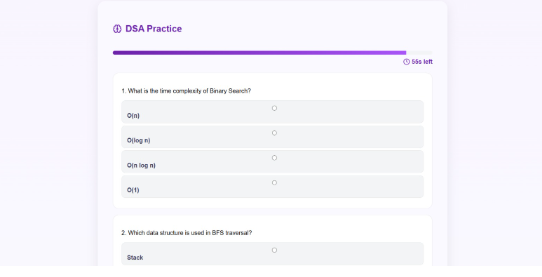 DSA Practice
55s left
1. What is the time complexity of Binary Search?
O(n)
O(log n)
O(n log n)
O(1)
2. Which data structure is used in BFS traversal?
Stack